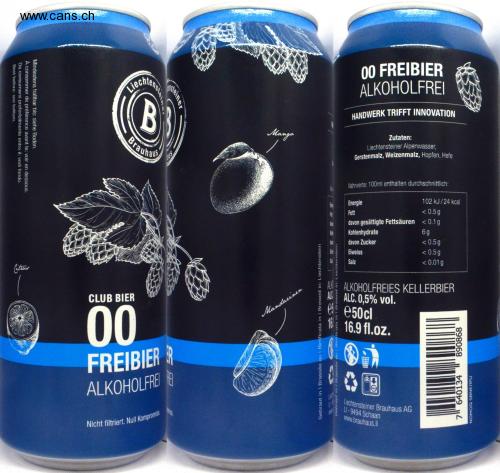 www.cans.ch
Liechtensteiner
B
Brauhaus
Citrus
CLUB BIER
00
FREIBIER
ALKOHOLFREI
Nicht filtriert. Null Kompromiss.
Mango
Mandarinen
00 FREIBIER
ALKOHOLFREI
HANDWERK TRIFFT INNOVATION
Zutaten:
Liechtensteiner Alpenwasser,
Gerstenmalz, Weizenmalz, Hopfen, Hefe
Nährwerte: 100ml enthalten durchschnittlich:
Energie 102 kJ / 24 kcal
Fett < 0.5g
davon gesättigte Fettsäuren < 0.1g
Kohlenhydrate 6g
davon Zucker < 0.5g
Eiweiss < 0.5g
Salz < 0.01g
ALKOHOLFREIES KELLERBIER
ALC. 0,5% vol.
e 50cl
16.9 fl.oz.
Liechtensteiner Brauhaus AG
LI - 9494 Schaan
www.brauhaus.li
7 640134 890868